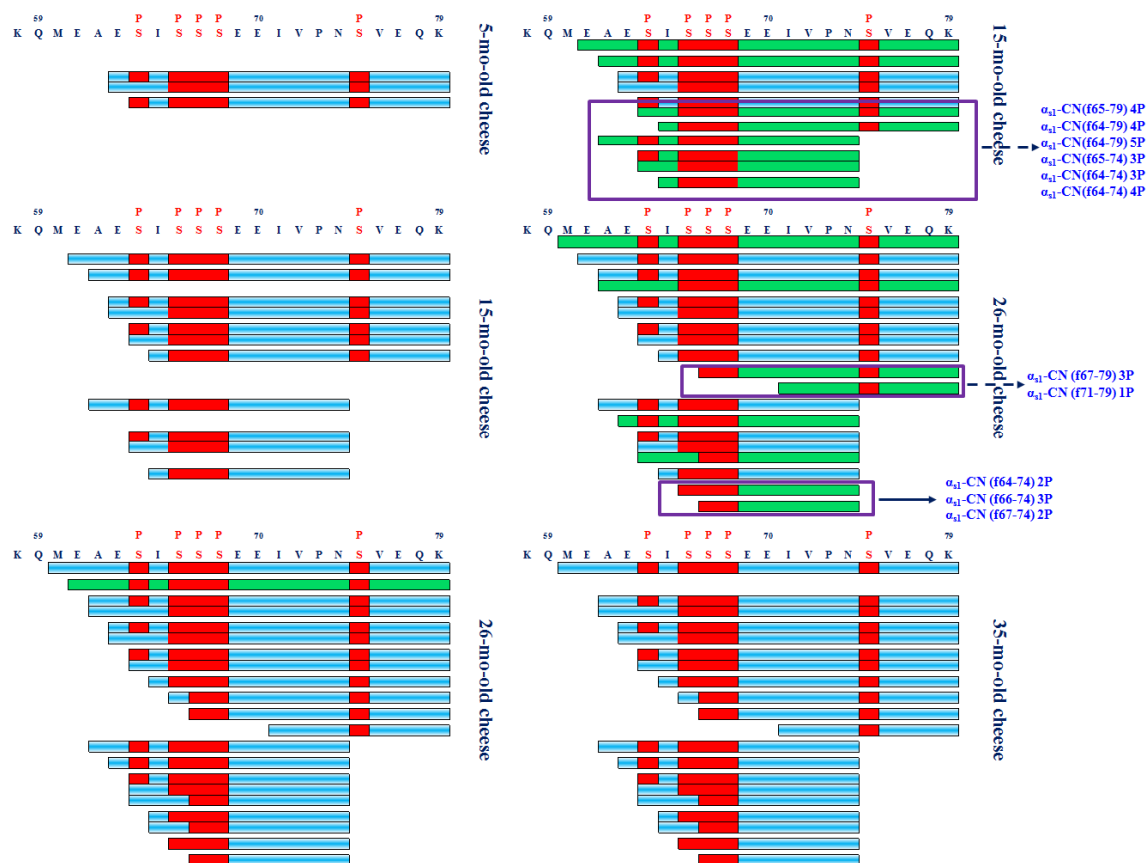 59 70 79
P P P P P
K Q M E A E S I S S S E E I V P N S V E Q K
5-mo-old cheese
59 70 79
P P P P P
K Q M E A E S I S S S E E I V P N S V E Q K
15-mo-old cheese
αs1-CN(f65-79) 4P
αs1-CN(f64-79) 4P
αs1-CN(f64-79) 5P
αs1-CN(f65-74) 3P
αs1-CN(f64-74) 3P
αs1-CN(f64-74) 4P
59 70 79
P P P P P
K Q M E A E S I S S S E E I V P N S V E Q K
15-mo-old cheese
59 70 79
P P P P P
K Q M E A E S I S S S E E I V P N S V E Q K
26-mo-old cheese
αs1-CN (f67-79) 3P
αs1-CN (f71-79) 1P
αs1-CN (f64-74) 2P
αs1-CN (f66-74) 3P
αs1-CN (f67-74) 2P
59 70 79
P P P P P
K Q M E A E S I S S S E E I V P N S V E Q K
26-mo-old cheese
59 70 79
P P P P P
K Q M E A E S I S S S E E I V P N S V E Q K
35-mo-old cheese